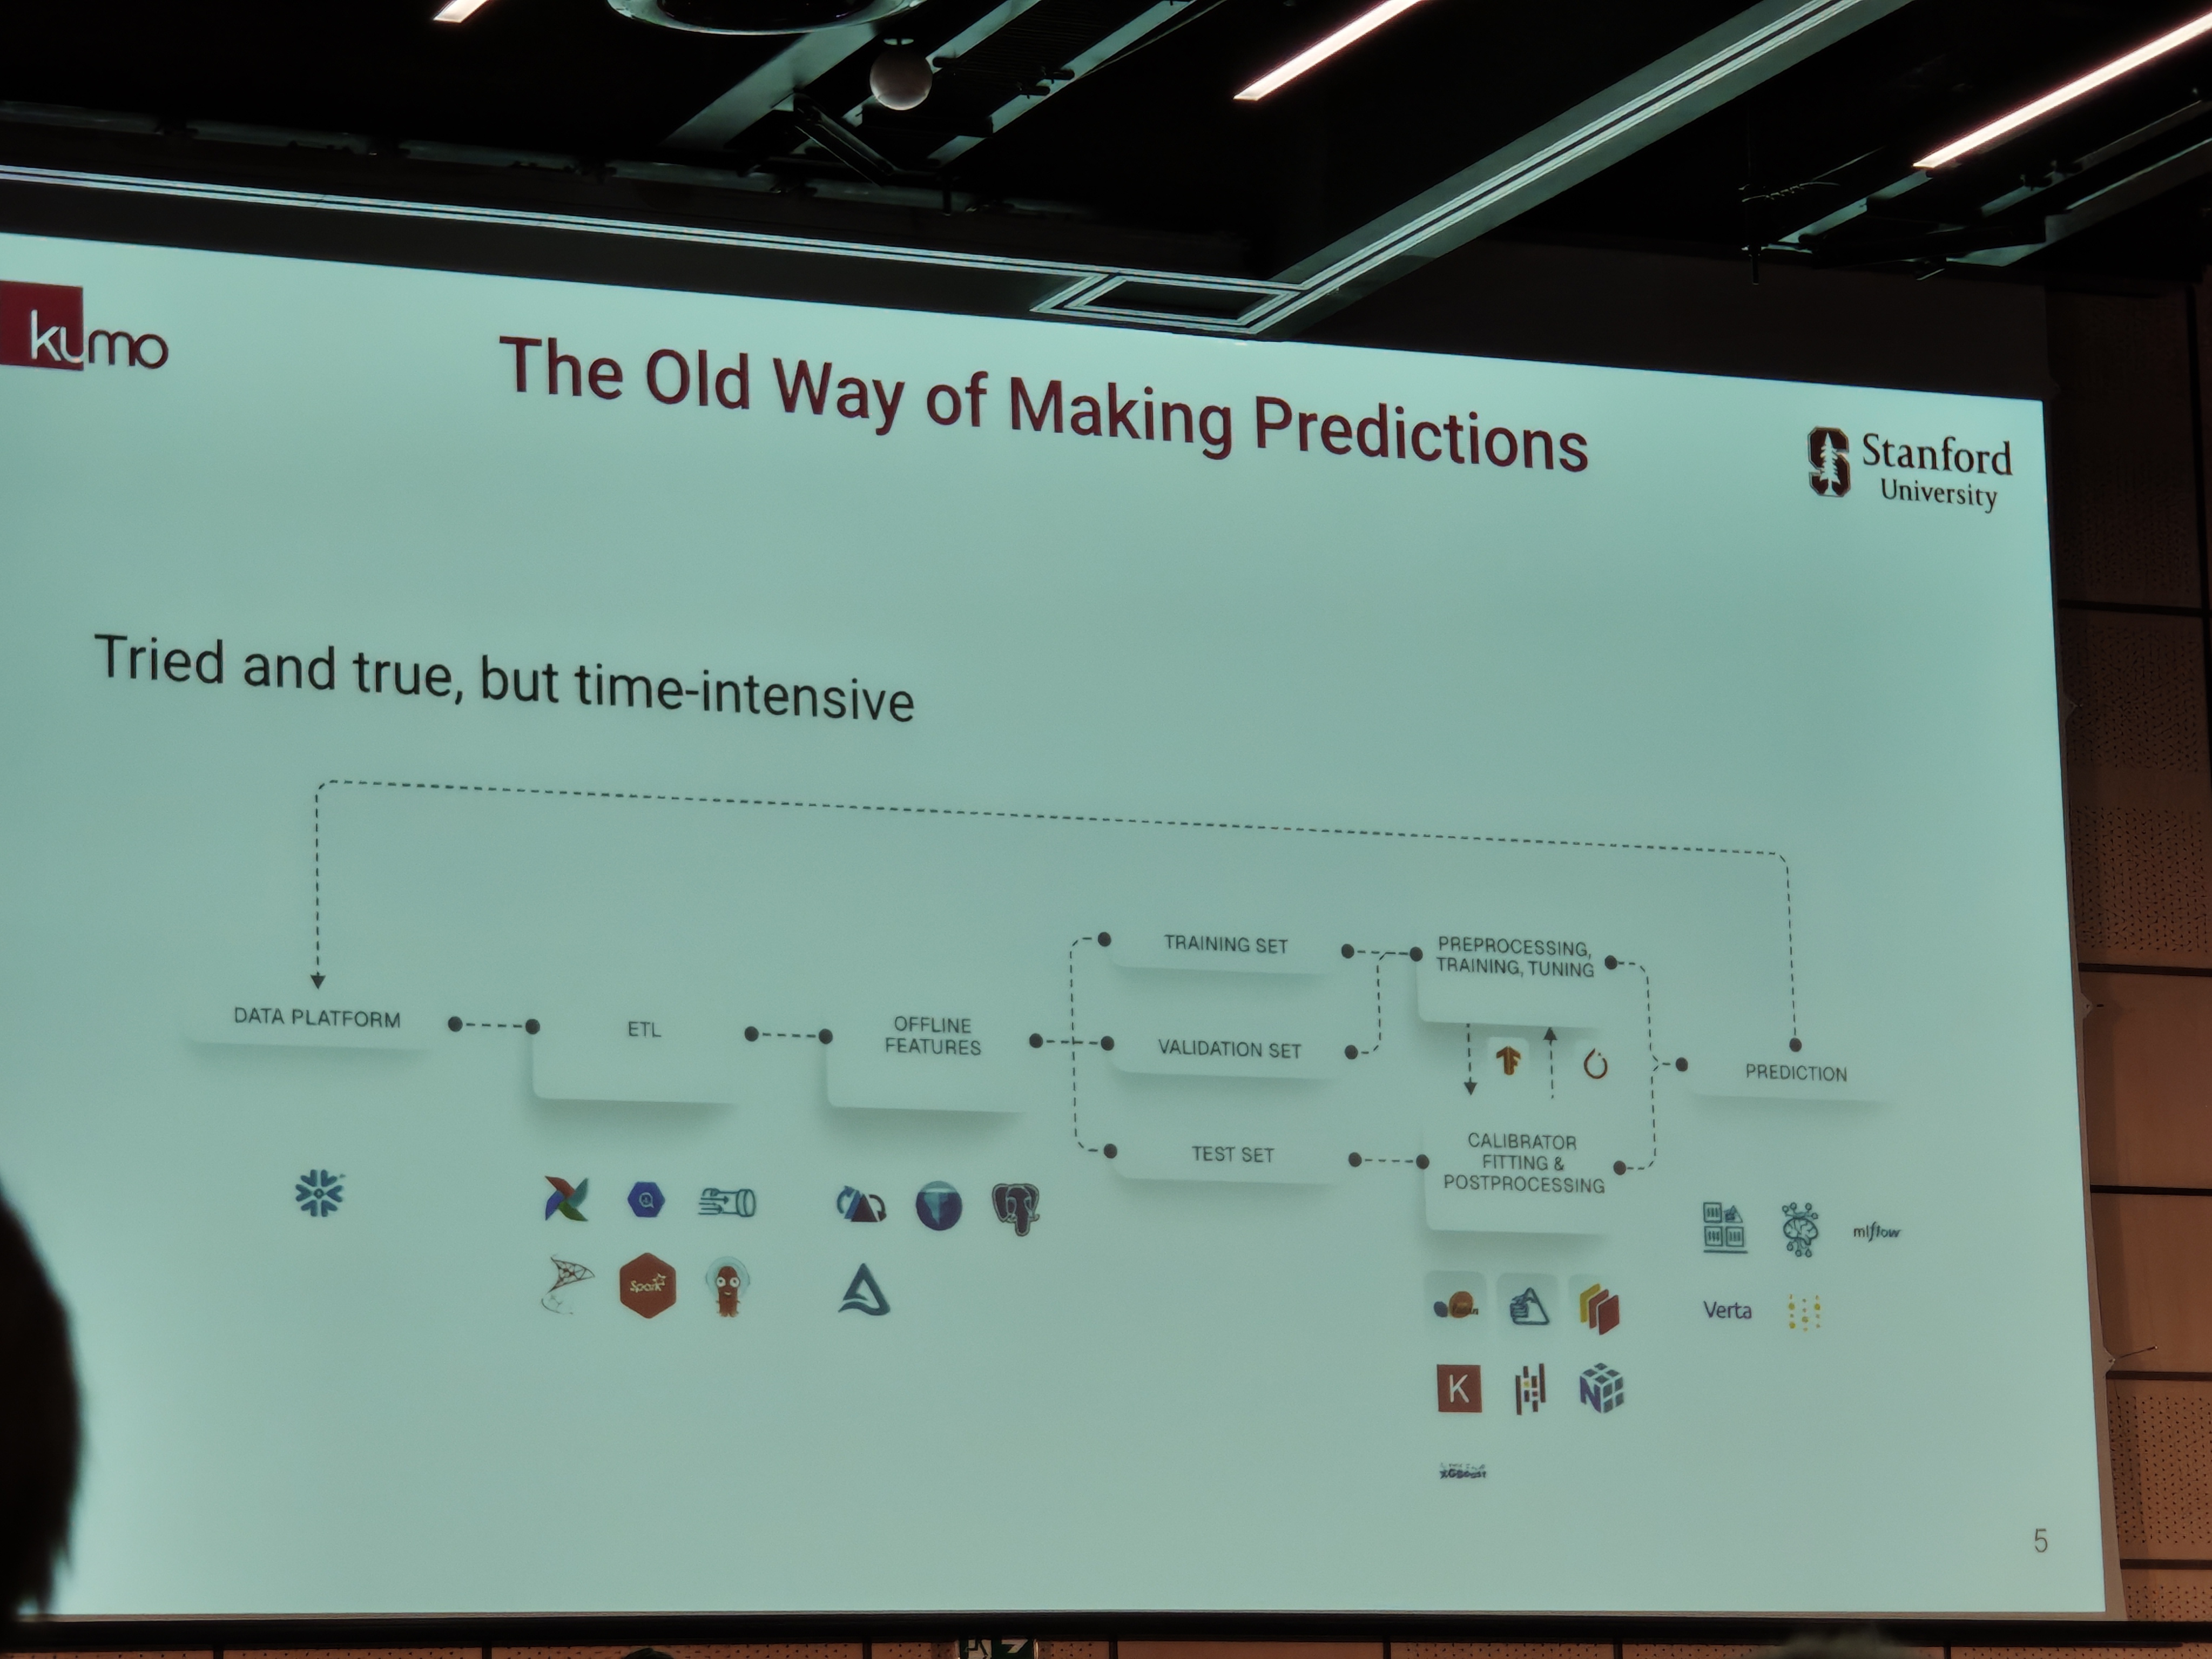 kumo
The Old Way of Making Predictions
Stanford
University
Tried and true, but time-intensive
DATA PLATFORM
ETL
OFFLINE
FEATURES
TRAINING SET
VALIDATION SET
TEST SET
PREPROCESSING,
TRAINING, TUNING
CALIBRATOR
FITTING &
POSTPROCESSING
PREDICTION
Spark
K
N
XGBoost
mlflow
Verta
5